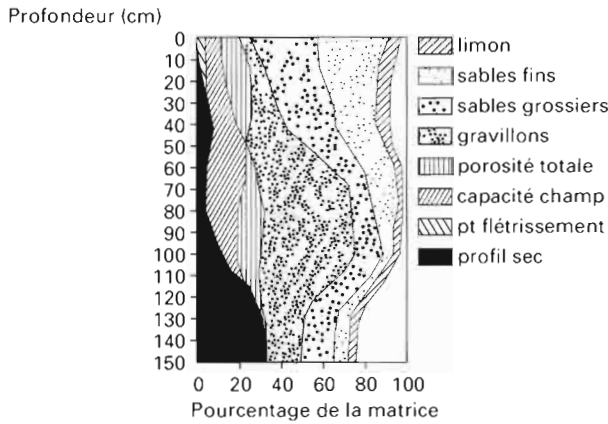 Profondeur (cm)
0
10
20
30
40
50
60
70
80
90
100
110
120
130
140
150
0 20 40 60 80 100
Pourcentage de la matrice
limon
sables fins
sables grossiers
gravillons
porosité totale
capacité champ
pt flétrissement
profil sec